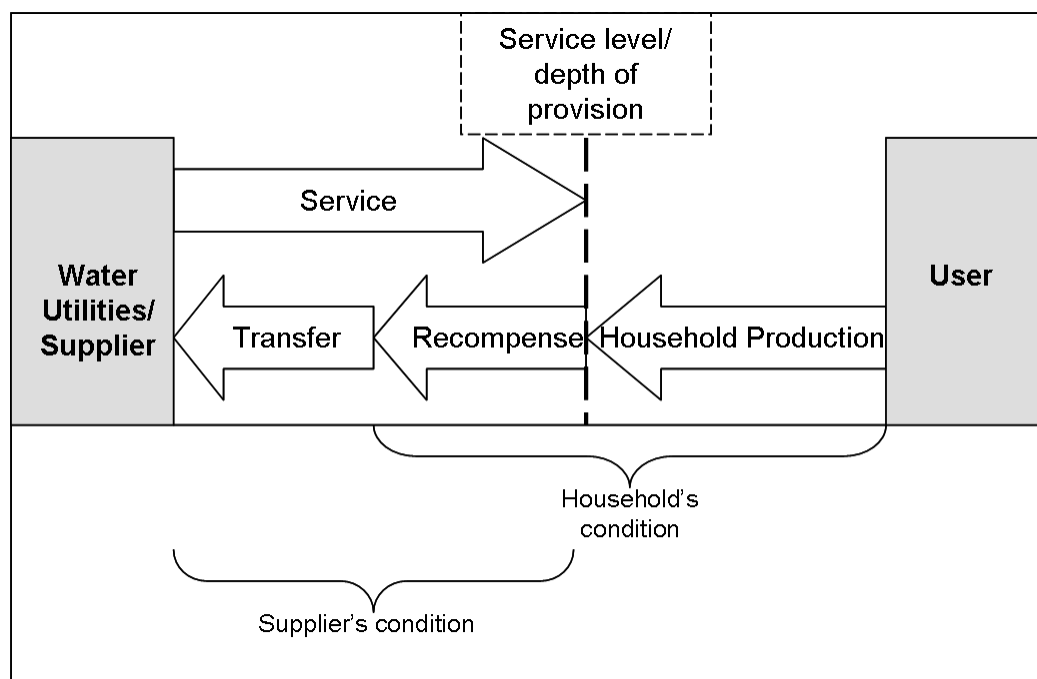 Service level/
depth of
provision
Service
Water
Utilities/
Supplier
User
Transfer
Recompense
Household Production
Household's
condition
Supplier's condition